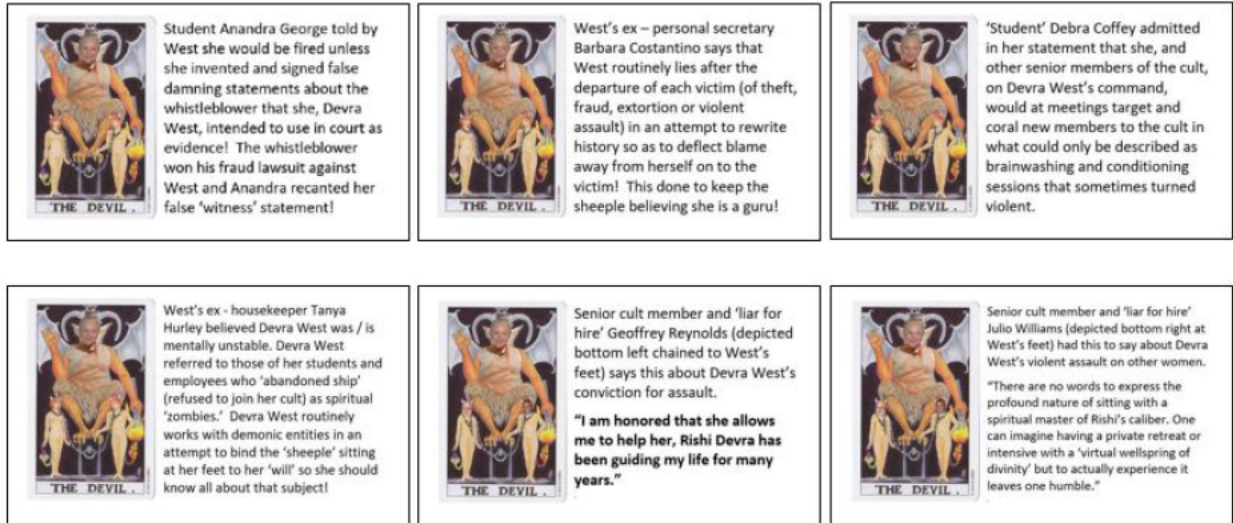 Student Anandra George told by
West she would be fired unless
she invented and signed false
damning statements about the
whistleblower that she, Devra
West, intended to use in court as
evidence! The whistleblower
won his fraud lawsuit against
West and Anandra recanted her
false 'witness' statement!
THE DEVIL .
West's ex – personal secretary
Barbara Costantino says that
West routinely lies after the
departure of each victim (of theft,
fraud, extortion or violent
assault) in an attempt to rewrite
history so as to deflect blame
away from herself on to the
victim! This done to keep the
sheeple believing she is a guru!
THE DEVIL .
'Student' Debra Coffey admitted
in her statement that she, and
other senior members of the cult,
on Devra West's command,
would at meetings target and
coral new members to the cult in
what could only be described as
brainwashing and conditioning
sessions that sometimes turned
violent.
THE DEVIL .
West's ex - housekeeper Tanya
Hurley believed Devra West was / is
mentally unstable. Devra West
referred to those of her students and
employees who 'abandoned ship'
(refused to join her cult) as spiritual
'zombies.' Devra West routinely
works with demonic entities in an
attempt to bind the 'sheeple' sitting
at her feet to her 'will' so she should
know all about that subject!
THE DEVIL .
Senior cult member and 'liar for
hire' Geoffrey Reynolds (depicted
bottom left chained to West's
feet) says this about Devra West's
conviction for assault.
"I am honored that she allows
me to help her, Rishi Devra has
been guiding my life for many
years."
THE DEVIL .
Senior cult member and 'liar for hire'
Julio Williams (depicted bottom right at
West's feet) had this to say about Devra
West's violent assault on other women.
"There are no words to express the
profound nature of sitting with a
spiritual master of Rishi's caliber. One
can imagine having a private retreat or
intensive with a 'virtual wellspring of
divinity' but to actually experience it
leaves one humble."
THE DEVIL .